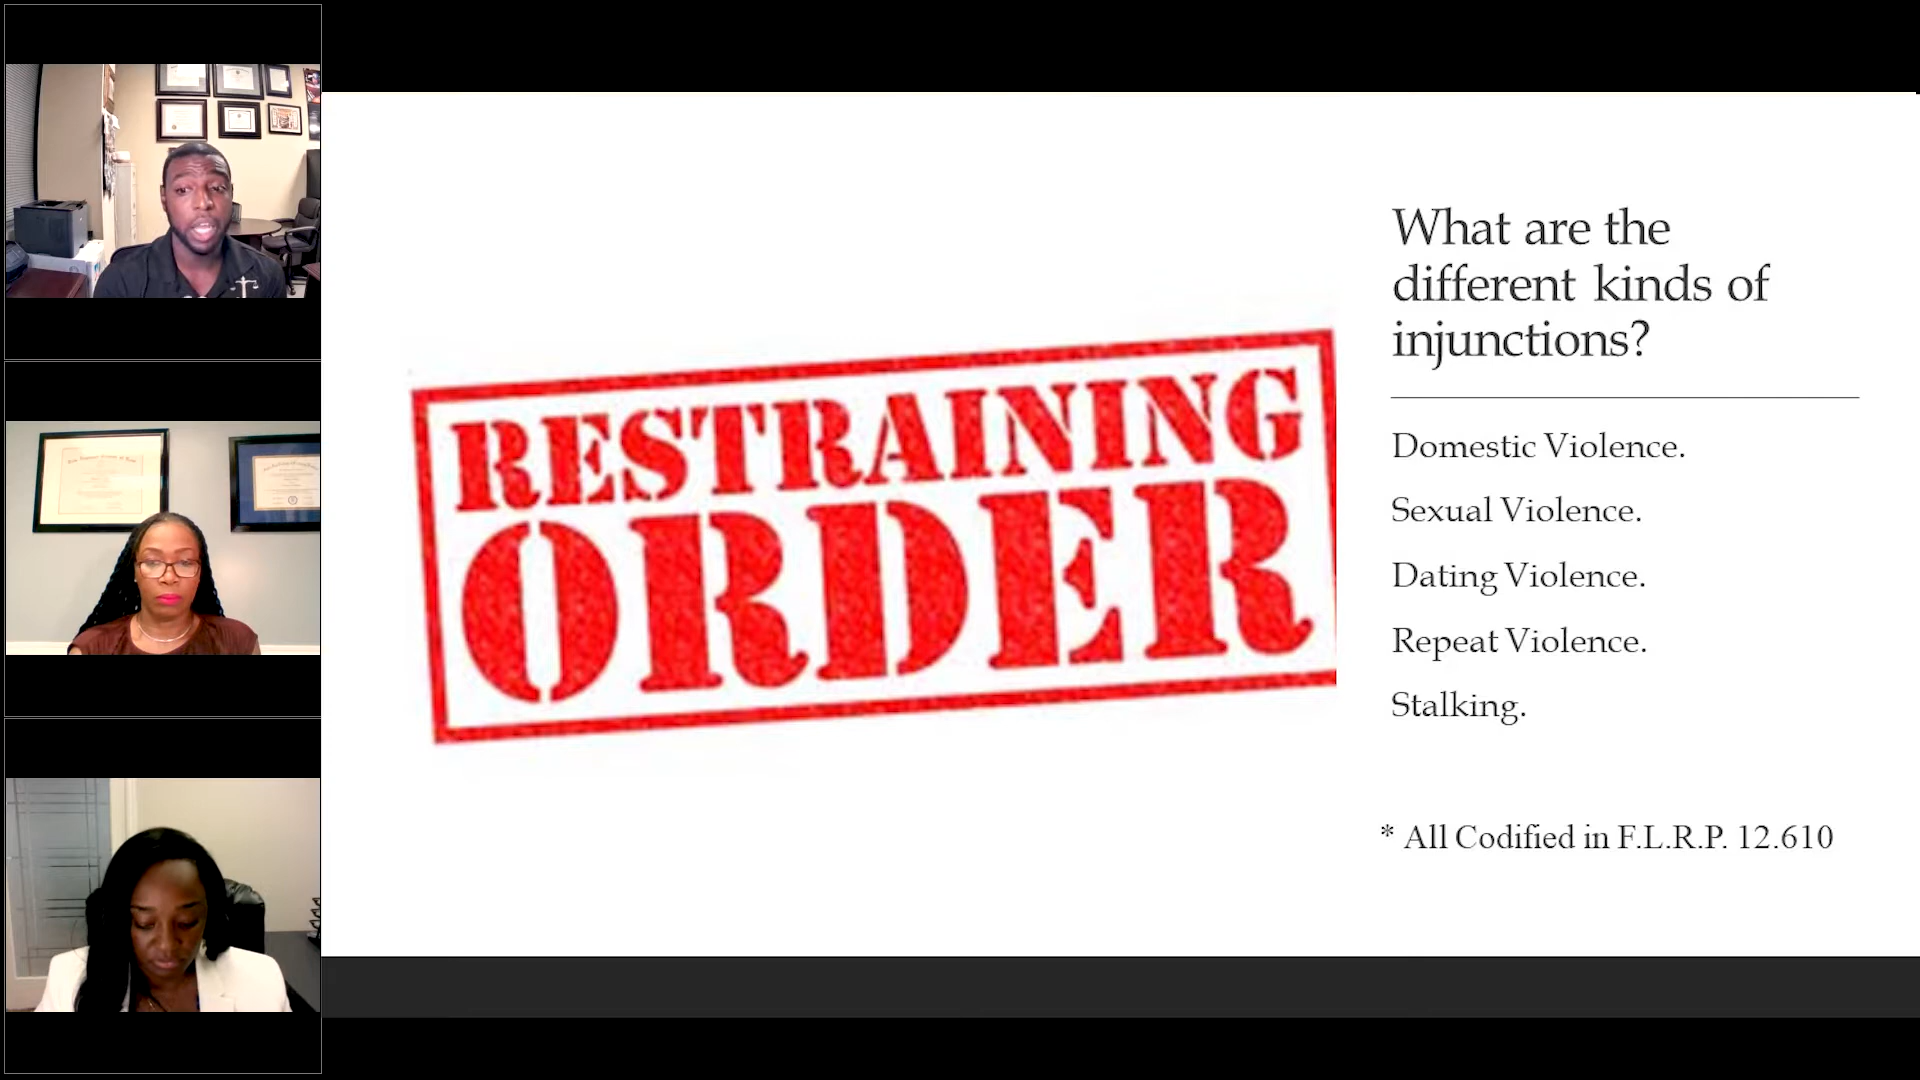 RESTRAINING
ORDER
What are the
different kinds of
injunctions?
Domestic Violence.
Sexual Violence.
Dating Violence.
Repeat Violence.
Stalking.
* All Codified in F.L.R.P. 12.610